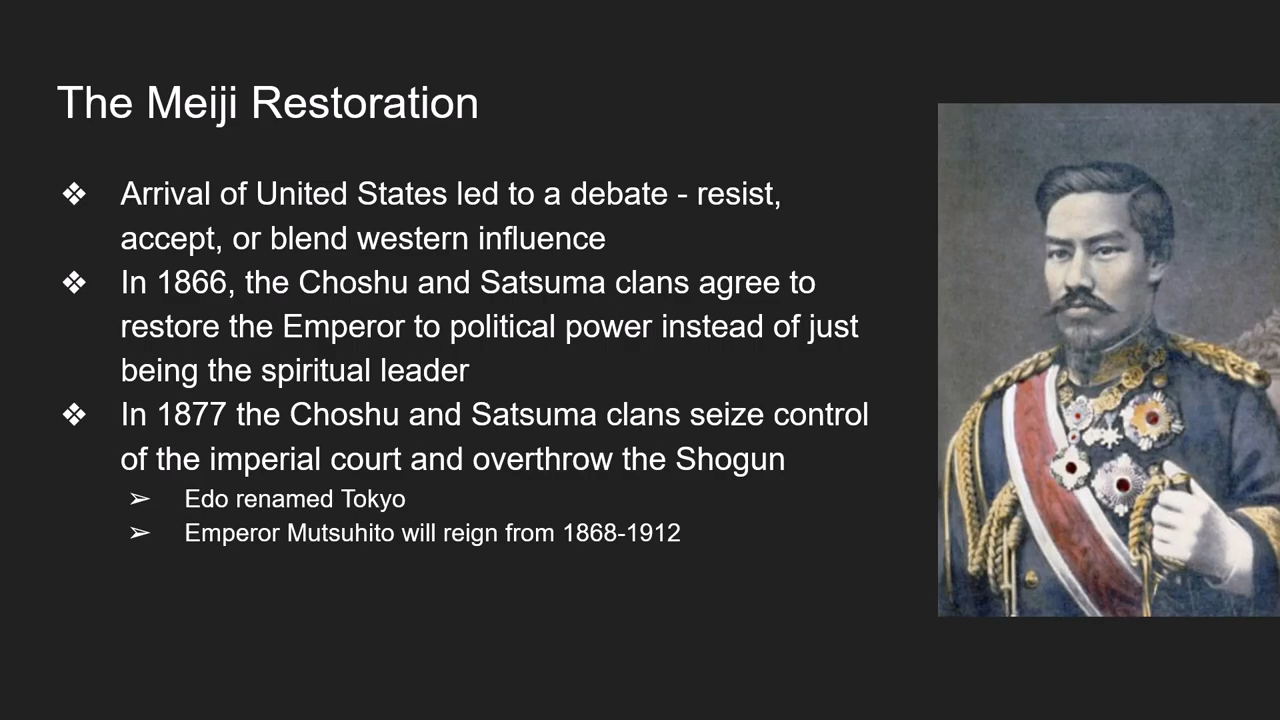 The Meiji Restoration
❖ Arrival of United States led to a debate - resist,
accept, or blend western influence
❖ In 1866, the Choshu and Satsuma clans agree to
restore the Emperor to political power instead of just
being the spiritual leader
❖ In 1877 the Choshu and Satsuma clans seize control
of the imperial court and overthrow the Shogun
➢ Edo renamed Tokyo
➢ Emperor Mutsuhito will reign from 1868-1912